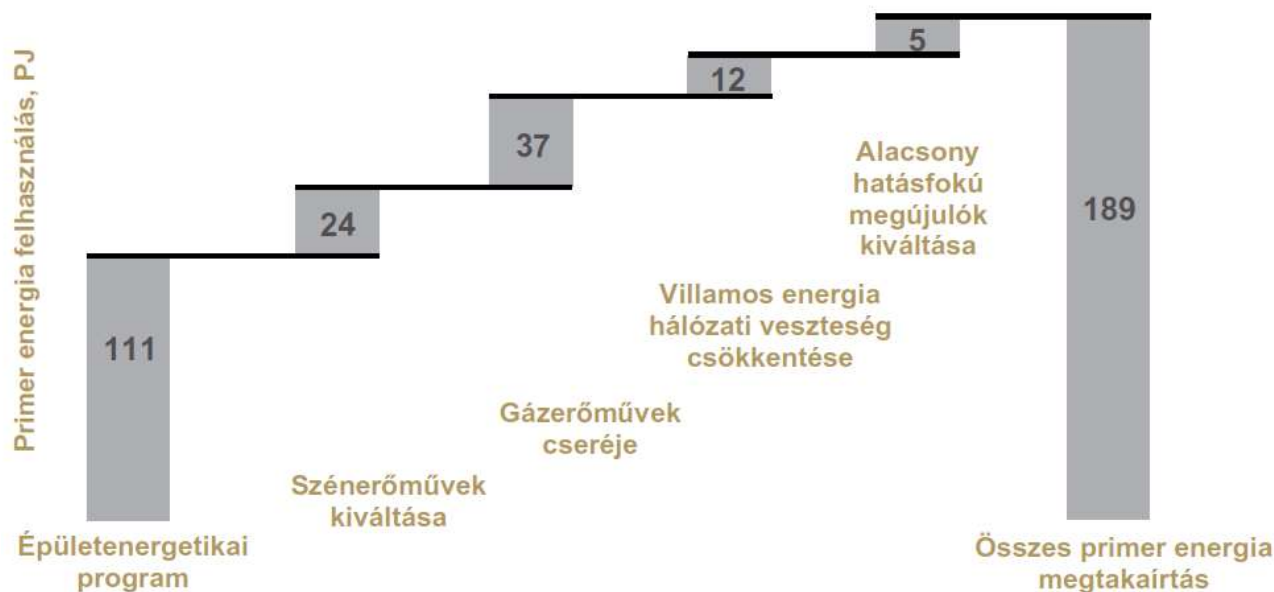 Primer energia felhasználás, PJ
5
12
37
Alacsony
hatásfokú
megújulók
kiváltása
189
24
Villamos energia
hálózati veszteség
csökkentése
111
Gázerőművek
cseréje
Szénerőművek
kiváltása
Épületenergetikai
program
Összes primer energia
megtakaírtás